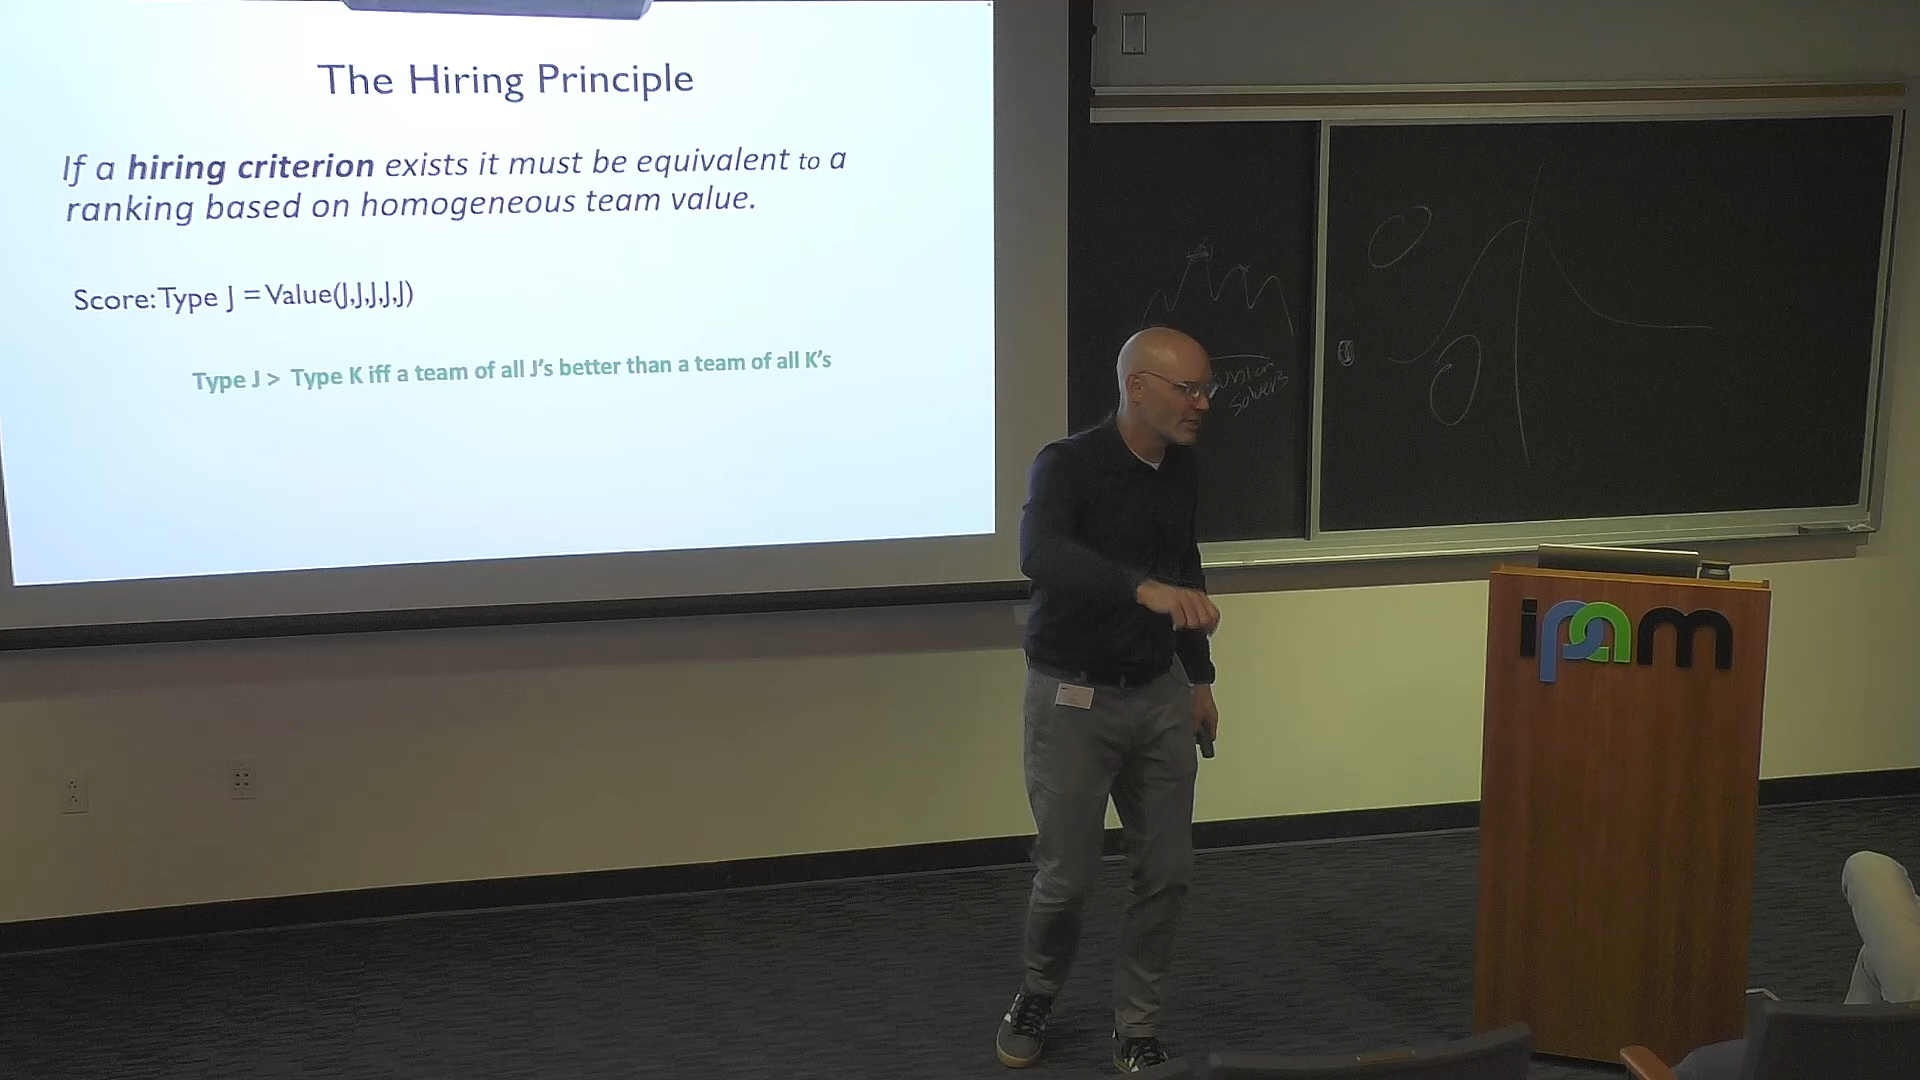 The Hiring Principle
If a hiring criterion exists it must be equivalent to a
ranking based on homogeneous team value.
Score: Type J = Value(J,J,J,J,J)
Type J > Type K iff a team of all J's better than a team of all K's
solvers
ipam